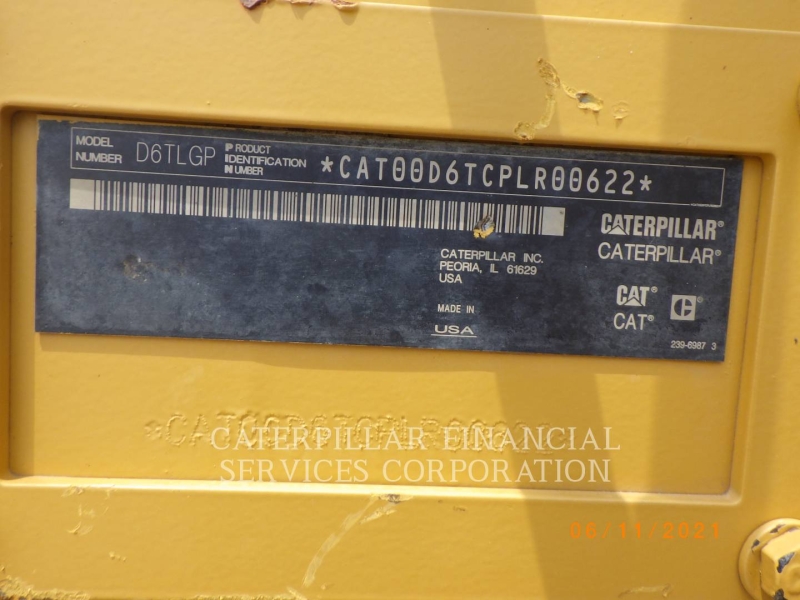 MODEL NUMBER D6TLGP PRODUCT IDENTIFICATION NUMBER *CAT00D6TCPLR00622*
CATERPILLAR®
CATERPILLAR®
CATERPILLAR INC.
PEORIA, IL 61629
USA
CAT®
C®
MADE IN
USA
CAT®
239-6987 3
CATERPILLAR FINANCIAL
SERVICES CORPORATION
06/11/2021